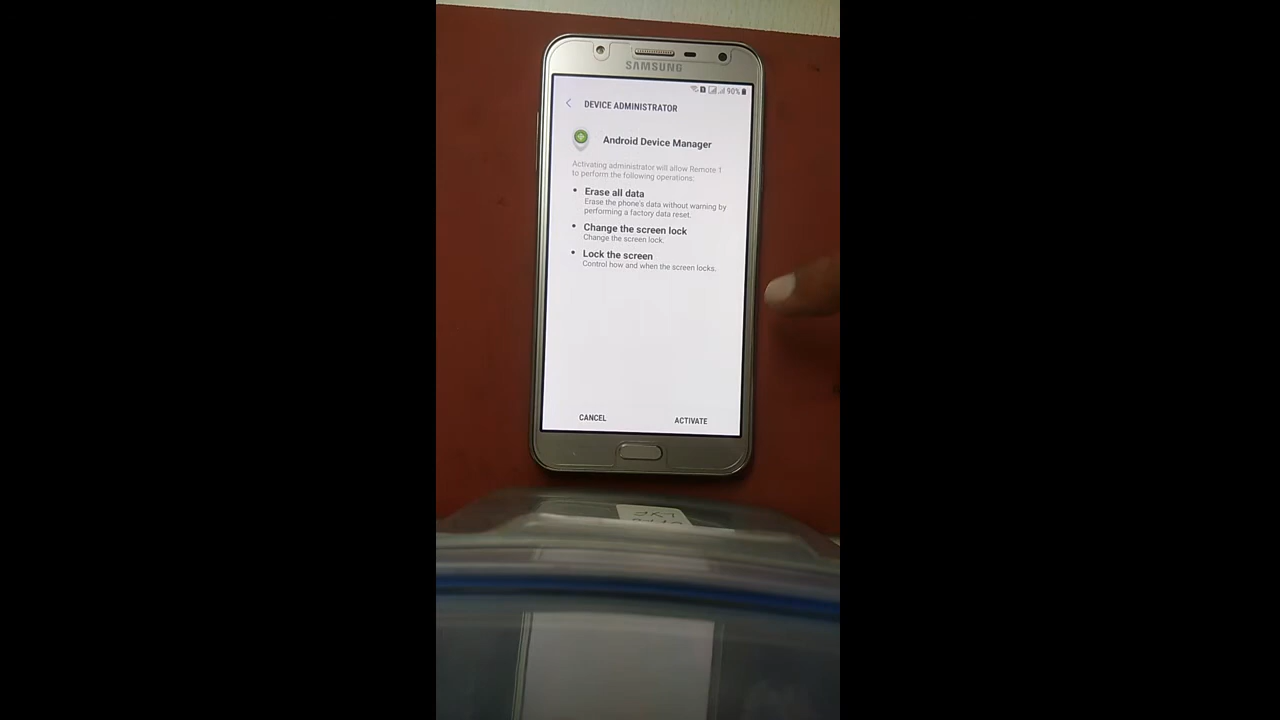 SAMSUNG
90%
DEVICE ADMINISTRATOR
Android Device Manager
Activating administrator will allow Remote 1
to perform the following operations:
• Erase all data
Erase the phone's data without warning by
performing a factory data reset.
• Change the screen lock
Change the screen lock.
• Lock the screen
Control how and when the screen locks.
CANCEL
ACTIVATE